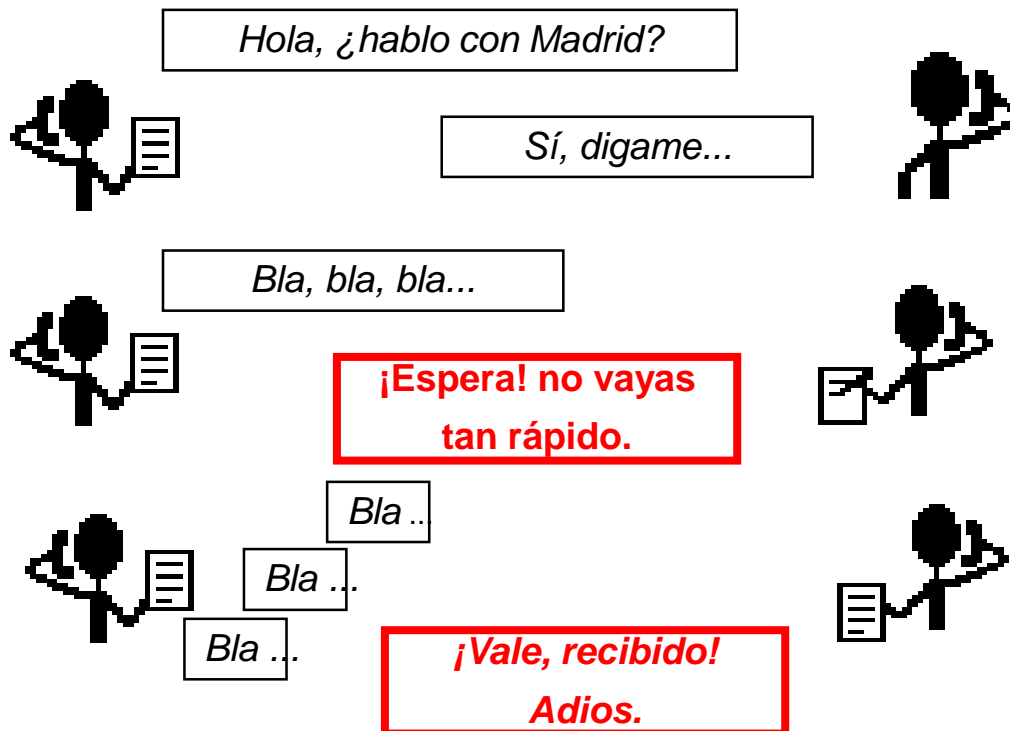 Hola, ¿hablo con Madrid?
Sí, digame...
Bla, bla, bla...
¡Espera! no vayas
tan rápido.
Bla ...
Bla ...
Bla ...
¡Vale, recibido!
Adios.